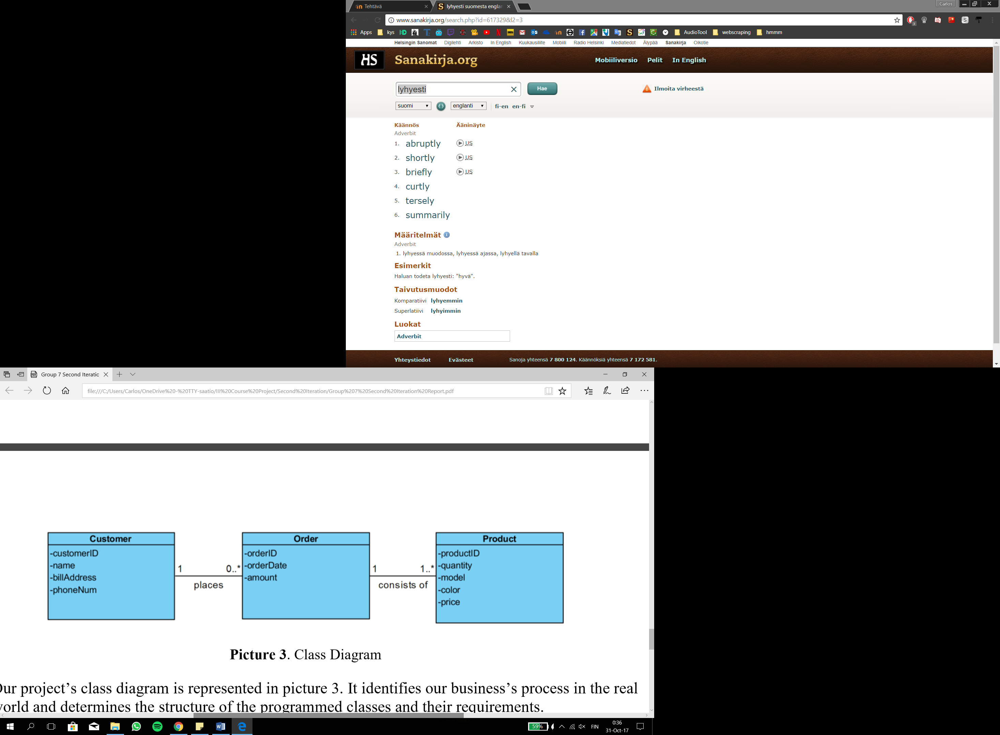 Tehtävä
lyhyesti suomesta englan
Carlos
www.sanakirja.org/search.php?id=617329&l2=3
3
Apps kys AudioTool webscraping hmmm
Helsingin Sanomat Digilehti Arkisto In English Kuukausiliite Mobiili Radio Helsinki Mediatiedot Älypää Sanakirja Oikotie
HS Sanakirja.org Mobiiliversio Pelit In English
lyhyesti Hae Ilmoita virheestä
suomi englanti fi-en en-fi
Käännös Ääninäyte
Adverbit
1. abruptly US
2. shortly US
3. briefly US
4. curtly
5. tersely
6. summarily
Määritelmät
Adverbit
1. lyhyessä muodossa, lyhyessä ajassa, lyhyellä tavalla
Esimerkit
Haluan todeta lyhyesti: "hyvä".
Taivutusmuodot
Komparatiivi lyhyemmin
Superlatiivi lyhyimmin
Luokat
Adverbit
Yhteystiedot Evästeet Sanoja yhteensä 7 800 124. Käännöksiä yhteensä 7 172 581.
Group 7 Second Iteratic
file:///C:/Users/Carlos/OneDrive%20-%20TTY-saatio/III%20Course%20Project/Second%20Iteration/Group%207%20Second%20Iteration%20Report.pdf
Customer
-customerID
-name
-billAddress
-phoneNum
1 0..*
places
Order
-orderID
-orderDate
-amount
1 1..*
consists of
Product
-productID
-quantity
-model
-color
-price
Picture 3. Class Diagram
Our project's class diagram is represented in picture 3. It identifies our business's process in the real
world and determines the structure of the programmed classes and their requirements.
59% FIN 0:36
31-Oct-17